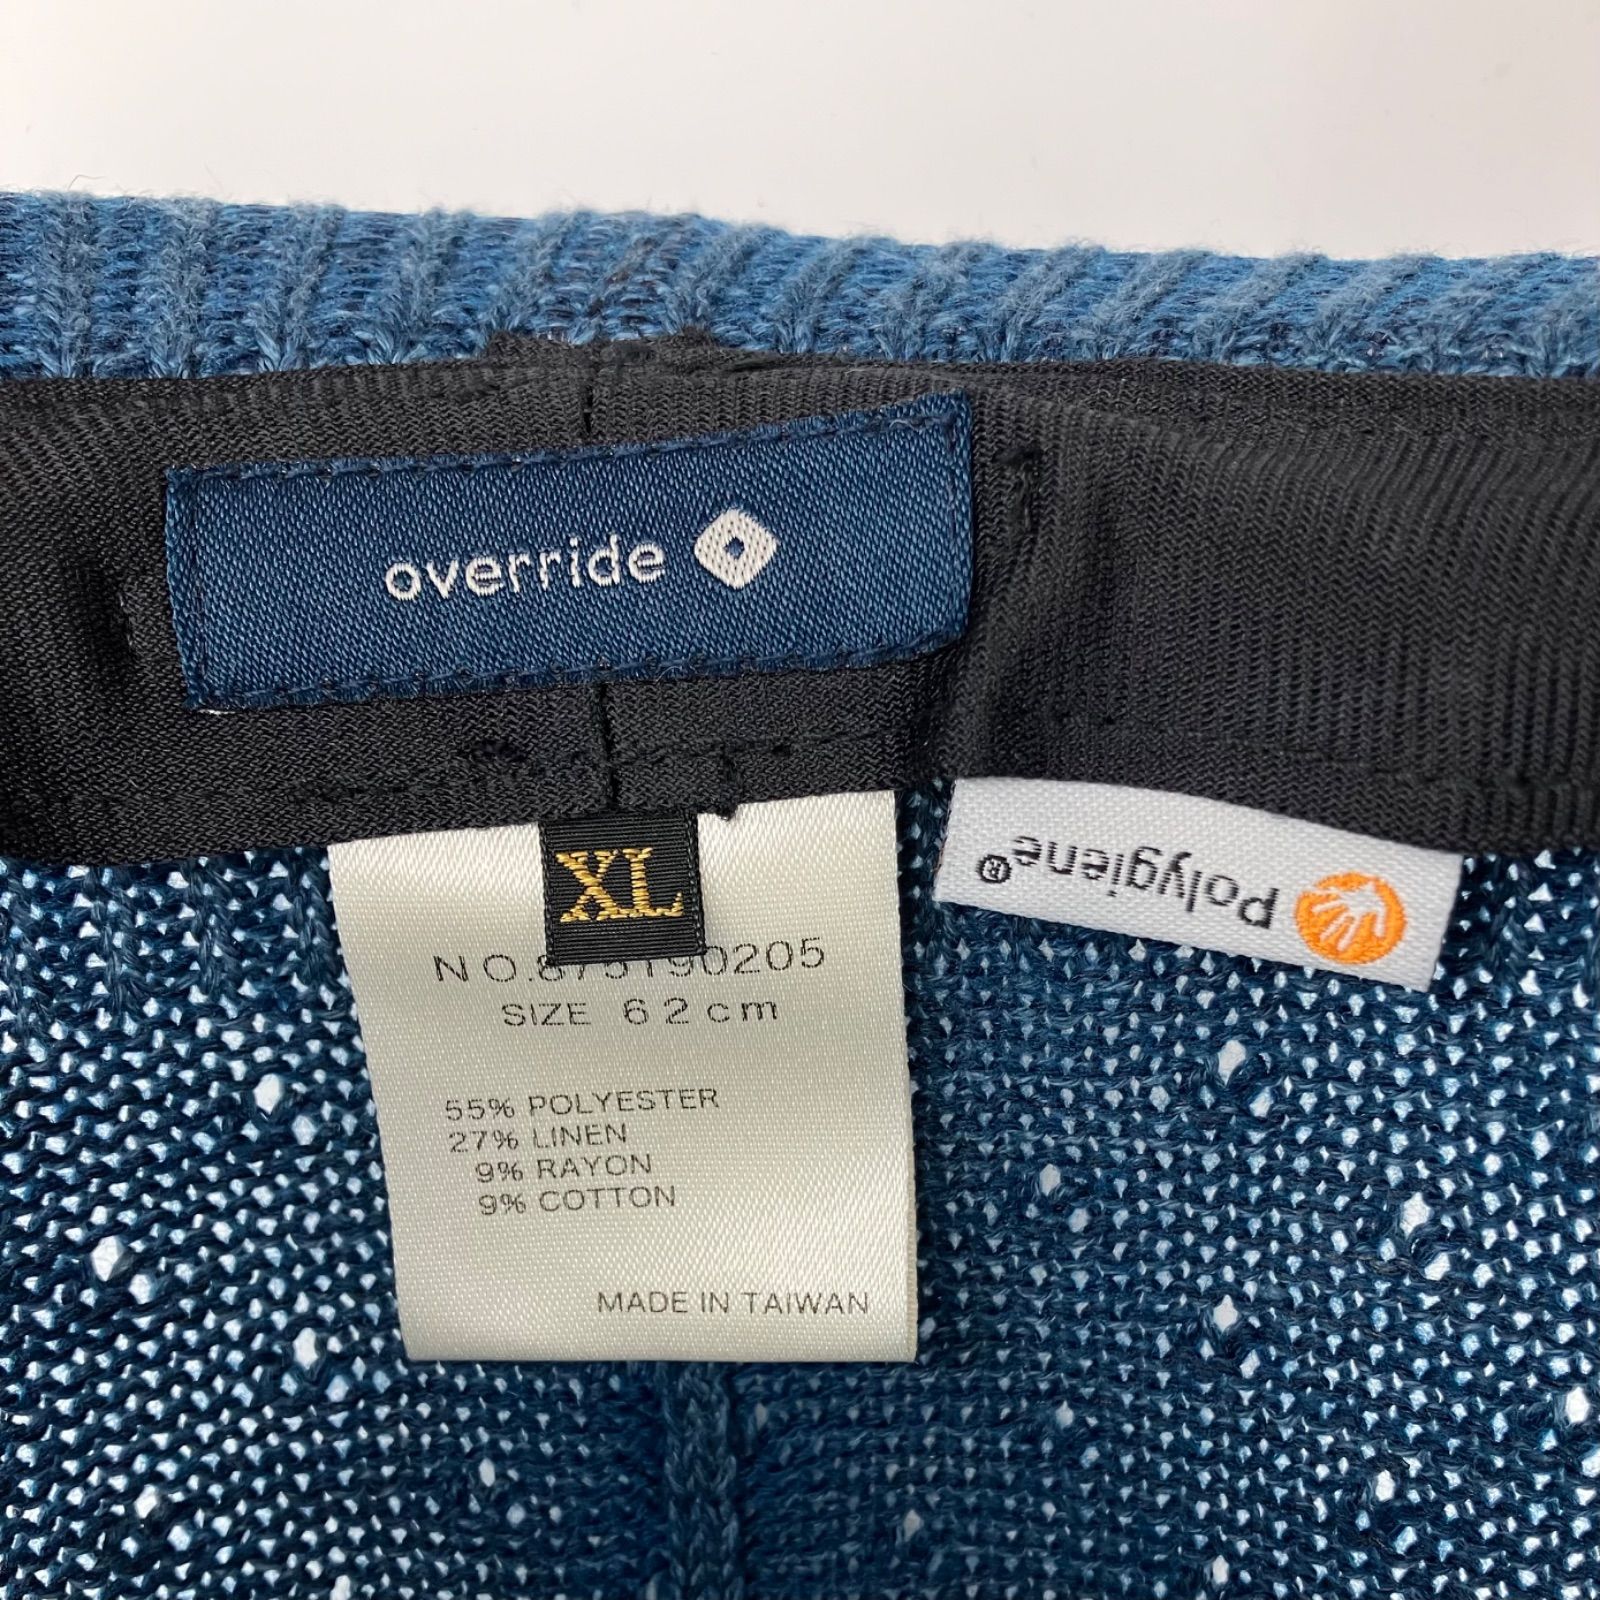 override
XL
Polygiene®
SIZE 62cm
55% POLYESTER
27% LINEN
9% RAYON
9% COTTON
MADE IN TAIWAN